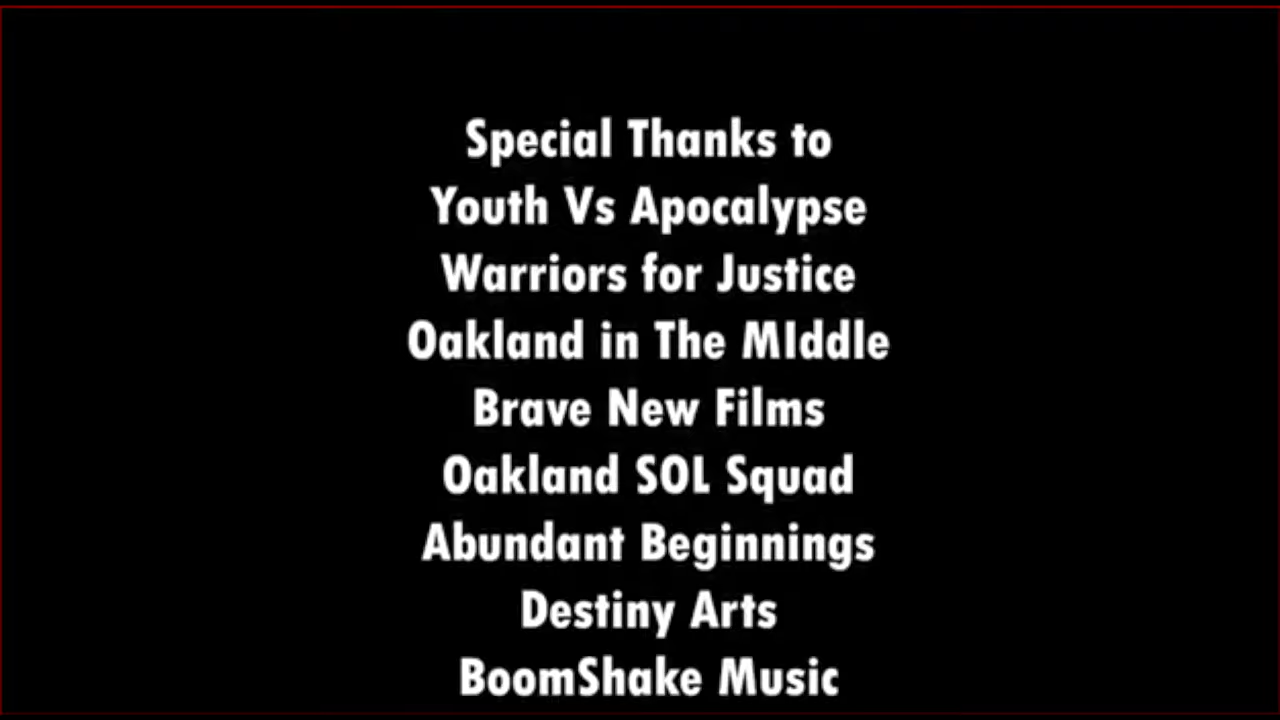 Special Thanks to
Youth Vs Apocalypse
Warriors for Justice
Oakland in The MIddle
Brave New Films
Oakland SOL Squad
Abundant Beginnings
Destiny Arts
BoomShake Music